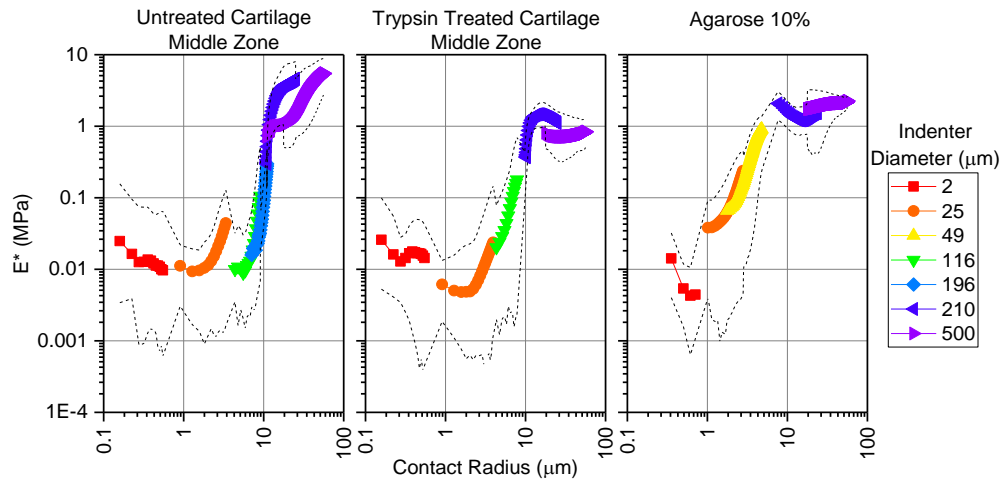 Untreated Cartilage
Middle Zone
Trypsin Treated Cartilage
Middle Zone
Agarose 10%
E* (MPa)
10
1
0.1
0.01
0.001
1E-4
0.1
1
10
100
0.1
1
10
100
0.1
1
10
100
Contact Radius (μm)
Indenter
Diameter (μm)
2
25
49
116
196
210
500